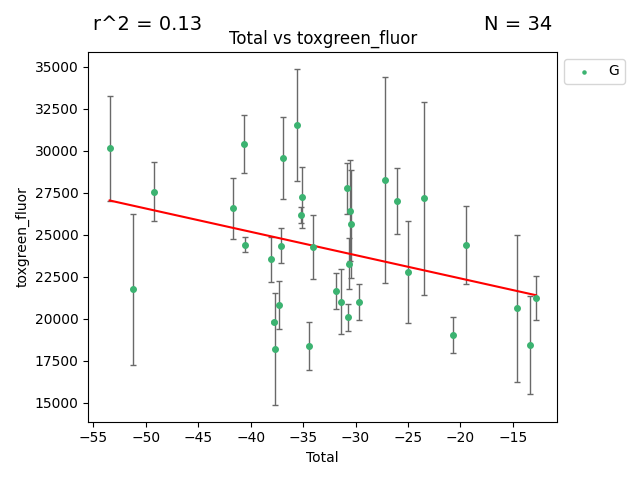 r^2 = 0.13
N = 34
Total vs toxgreen_fluor
G
35000
32500
30000
27500
25000
22500
20000
17500
15000
toxgreen_fluor
−55 −50 −45 −40 −35 −30 −25 −20 −15
Total